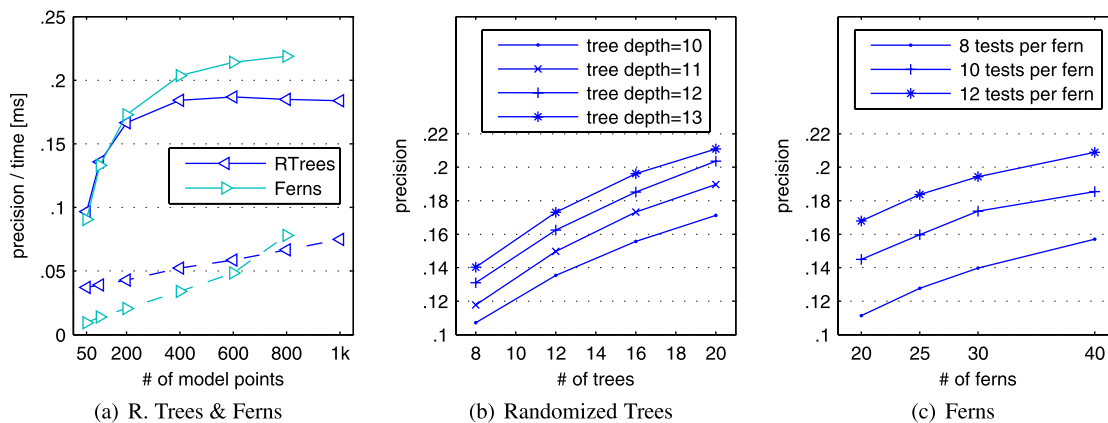 precision / time [ms]
.25
.2
.15
.1
.05
0
RTrees
Ferns
50 200 400 600 800 1k
# of model points
(a) R. Trees & Ferns
precision
tree depth=10
tree depth=11
tree depth=12
tree depth=13
.22
.2
.18
.16
.14
.12
.1
8 10 12 14 16 18 20
# of trees
(b) Randomized Trees
precision
8 tests per fern
10 tests per fern
12 tests per fern
.22
.2
.18
.16
.14
.12
.1
20 25 30 35 40
# of ferns
(c) Ferns